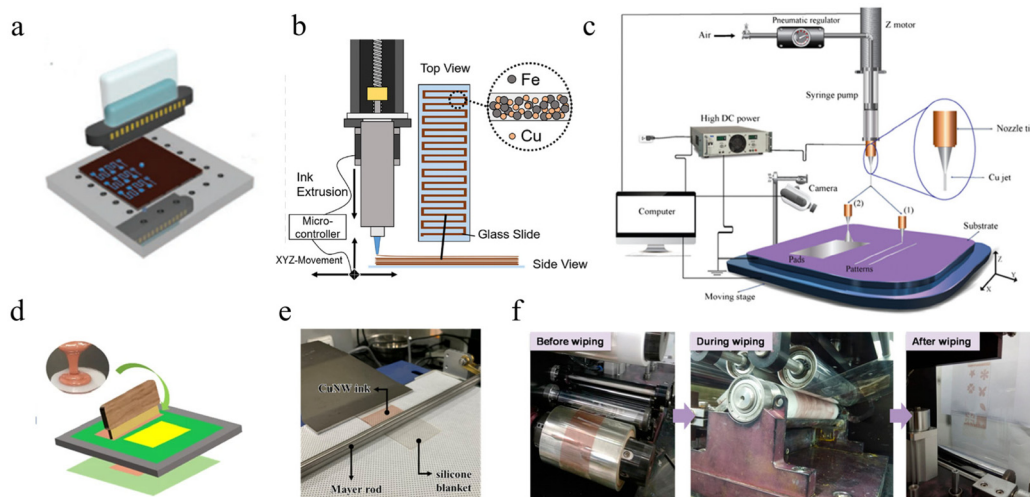 a
b
Top View
Fe
Cu
Ink
Extrusion
Micro-
controller
XYZ-Movement
Glass Slide
Side View
c
Pneumatic regulator
Z motor
Air
Syringe pump
High DC power
Nozzle ti
Cu jet
Camera
Computer
(2)
(1)
Substrate
Pads
Patterns
Moving stage
Z
Y
X
d
e
CuNW ink
Mayer rod
silicone
blanket
f
Before wiping
During wiping
After wiping